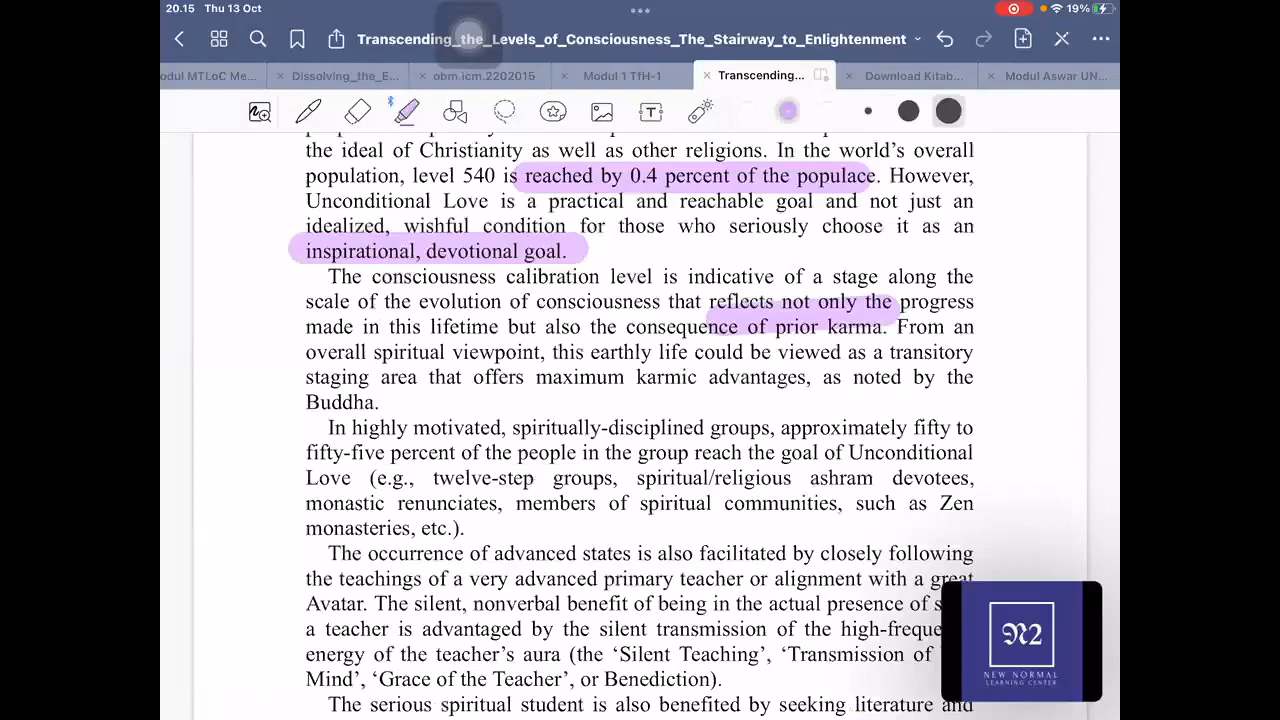 20.15 Thu 13 Oct
19%
Transcending_the_Levels_of_Consciousness_The_Stairway_to_Enlightenment
odul MTLoC Me... Dissolving_the_E... obm.icm.2202015 Modul 1 TfH-1 Transcending... Download Kitab... Modul Aswar UN...
the ideal of Christianity as well as other religions. In the world’s overall
population, level 540 is reached by 0.4 percent of the populace. However,
Unconditional Love is a practical and reachable goal and not just an
idealized, wishful condition for those who seriously choose it as an
inspirational, devotional goal.
The consciousness calibration level is indicative of a stage along the
scale of the evolution of consciousness that reflects not only the progress
made in this lifetime but also the consequence of prior karma. From an
overall spiritual viewpoint, this earthly life could be viewed as a transitory
staging area that offers maximum karmic advantages, as noted by the
Buddha.
In highly motivated, spiritually-disciplined groups, approximately fifty to
fifty-five percent of the people in the group reach the goal of Unconditional
Love (e.g., twelve-step groups, spiritual/religious ashram devotees,
monastic renunciates, members of spiritual communities, such as Zen
monasteries, etc.).
The occurrence of advanced states is also facilitated by closely following
the teachings of a very advanced primary teacher or alignment with a great
Avatar. The silent, nonverbal benefit of being in the actual presence of
a teacher is advantaged by the silent transmission of the high-freque
energy of the teacher’s aura (the ‘Silent Teaching’, ‘Transmission of
Mind’, ‘Grace of the Teacher’, or Benediction).
The serious spiritual student is also benefited by seeking literature and
N2
NEW NORMAL
LEARNING CENTER